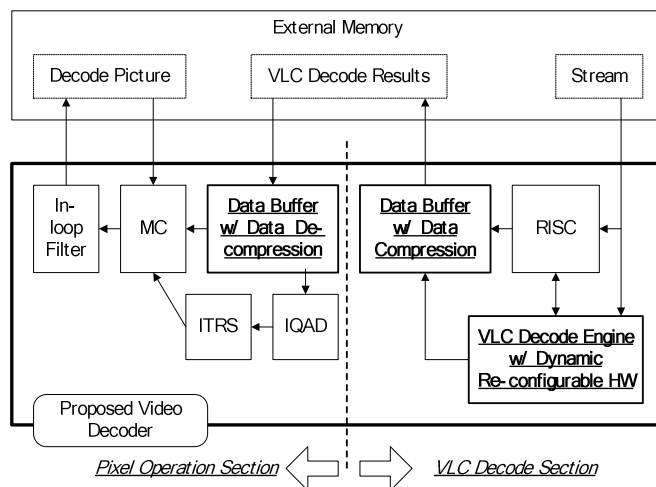 External Memory
Decode Picture
VLC Decode Results
Stream
In-
loop
Filter
MC
Data Buffer
w/ Data De-
compression
Data Buffer
w/ Data
Compression
RISC
ITRS
IQAD
VLC Decode Engine
w/ Dynamic
Re-configurable HW
Proposed Video
Decoder
Pixel Operation Section
VLC Decode Section